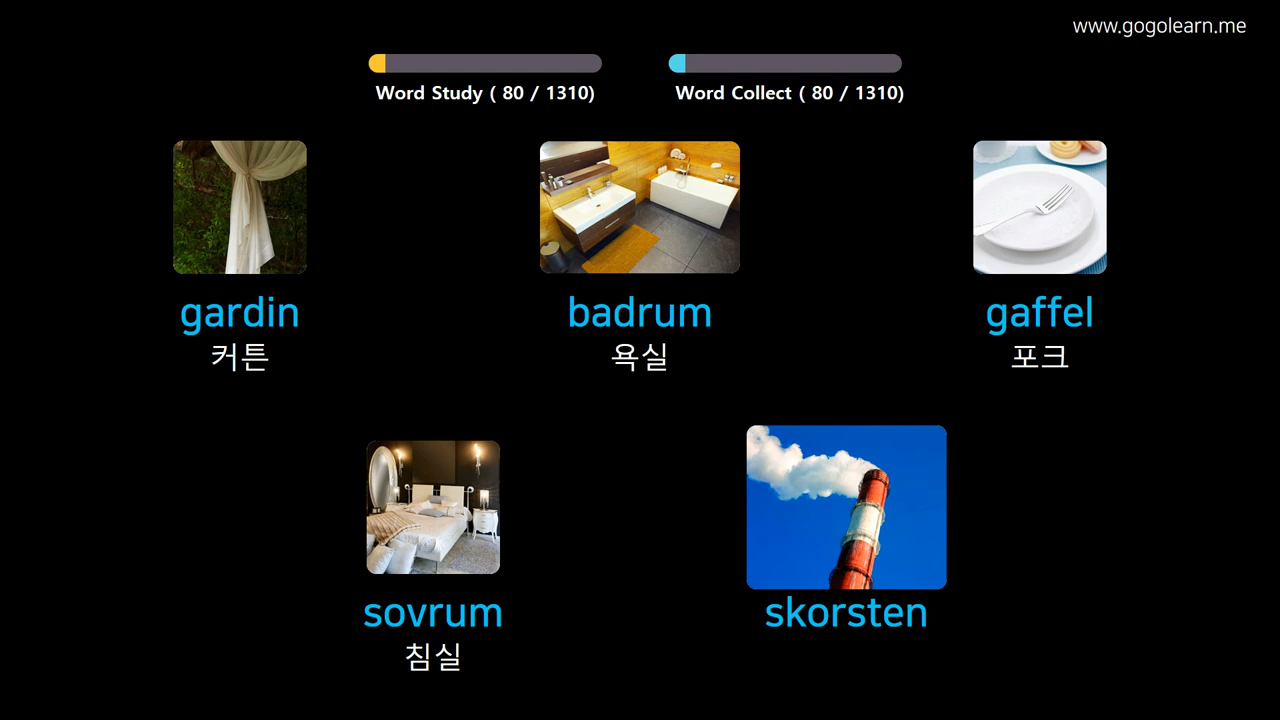 www.gogolearn.me
Word Study ( 80 / 1310)
Word Collect ( 80 / 1310)
gardin
커튼
badrum
욕실
gaffel
포크
sovrum
침실
skorsten